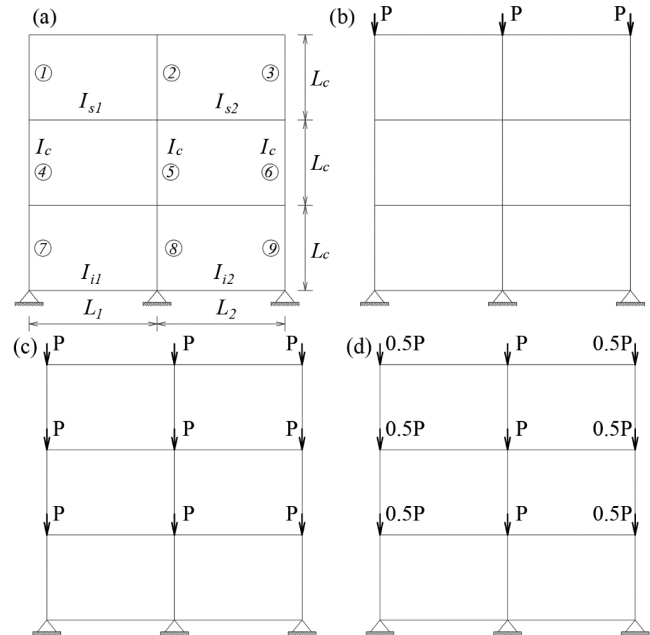 (a)
① ② ③
I_s1 I_s2
L_c
I_c I_c I_c
④ ⑤ ⑥
L_c
⑦ ⑧ ⑨
I_i1 I_i2
L_c
L_1 L_2
(b)
P P P
(c)
P P P
P P P
P P P
(d)
0.5P P 0.5P
0.5P P 0.5P
0.5P P 0.5P